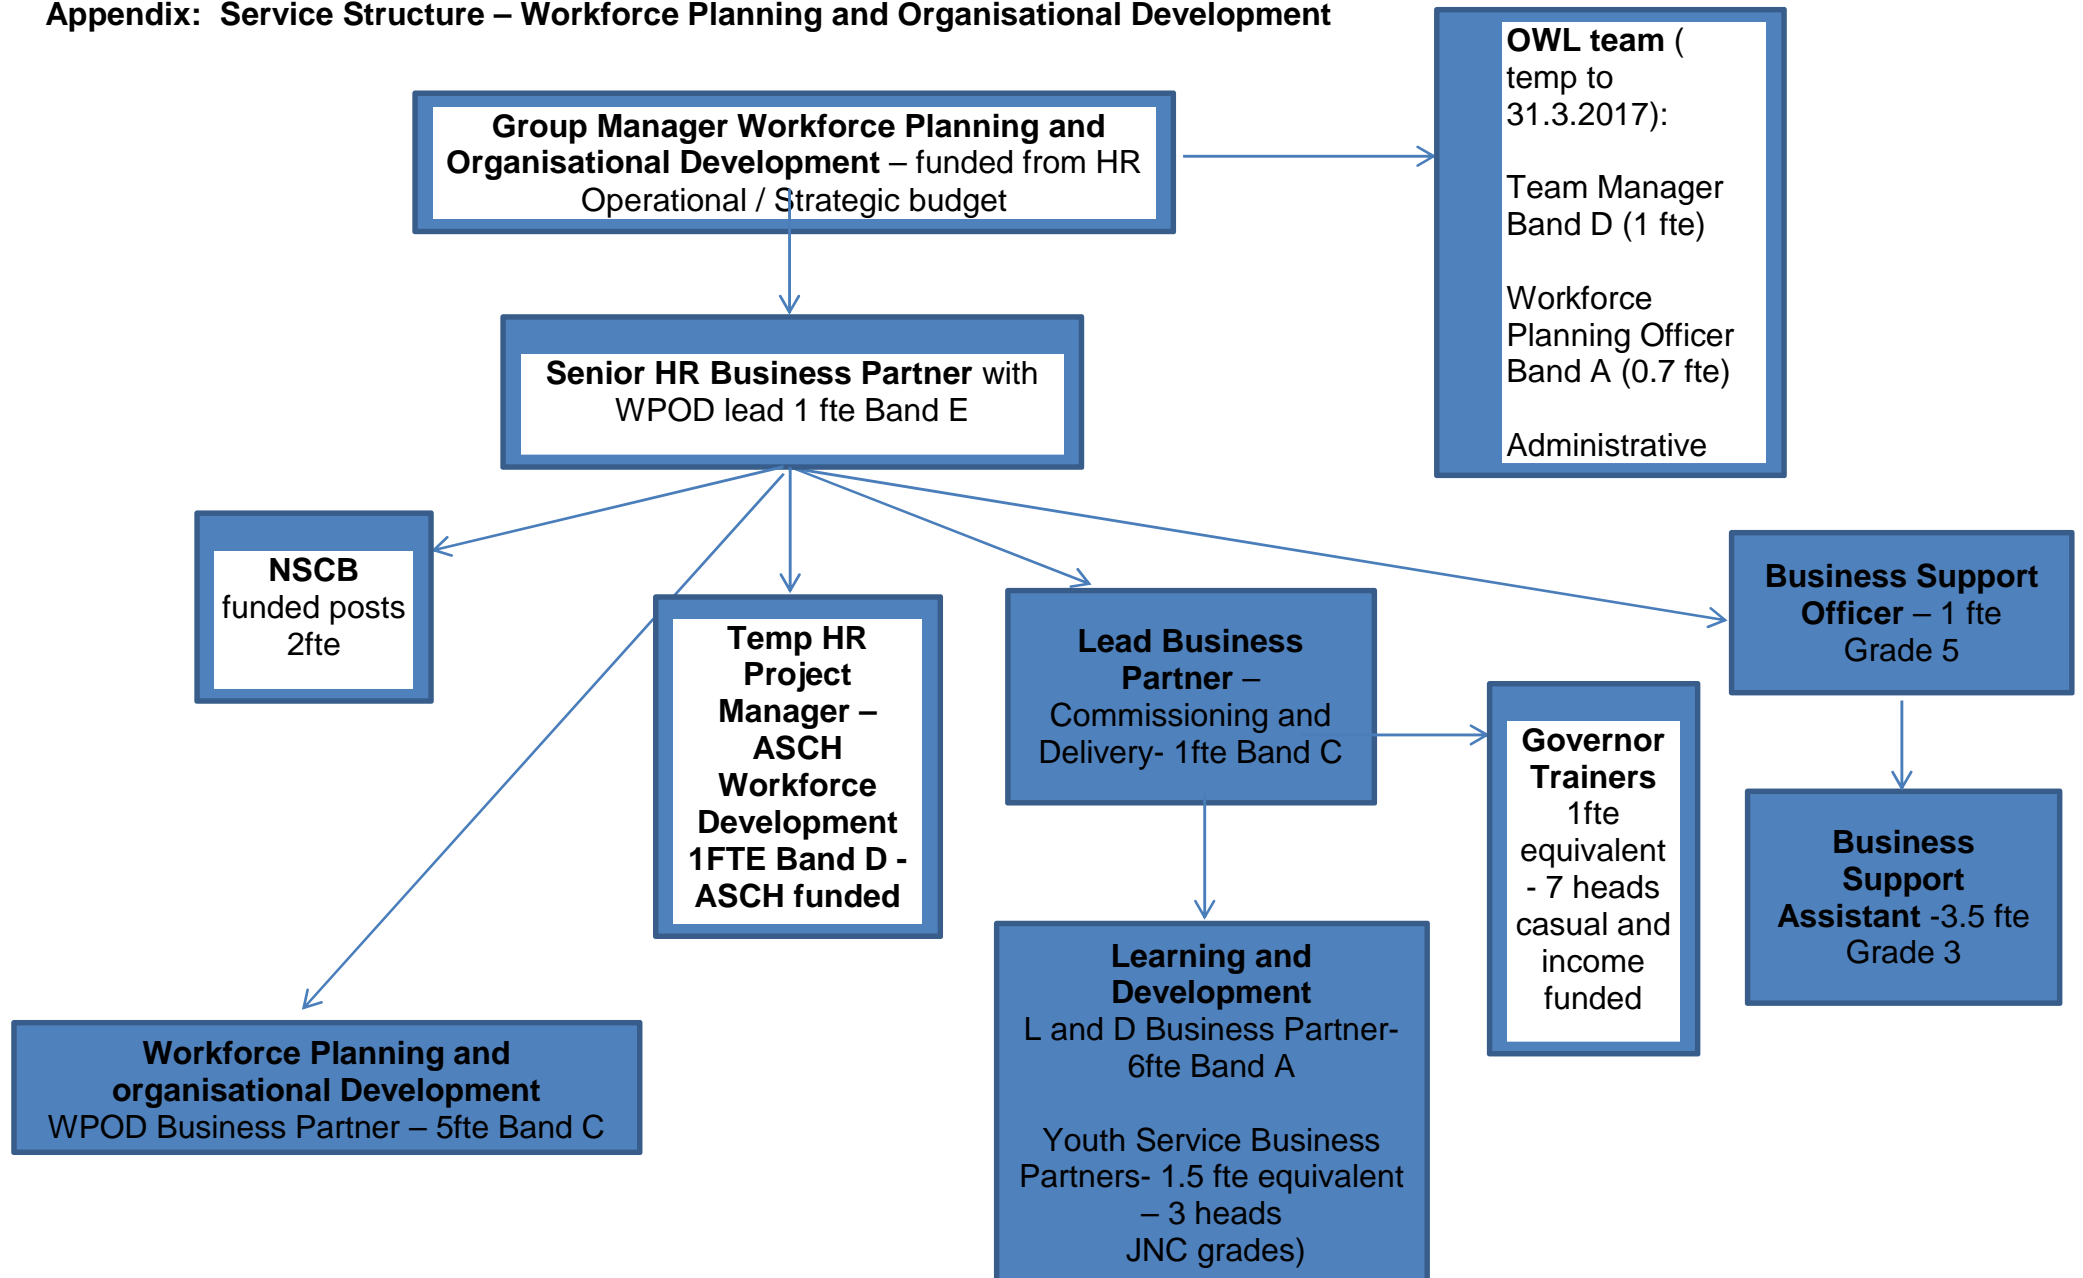 Appendix:  Service Structure – Workforce Planning and Organisational Development
OWL team (
temp to
31.3.2017):
Team Manager
Band D (1 fte)
Workforce
Planning Officer
Band A (0.7 fte)
Administrative
Group Manager Workforce Planning and
Organisational Development – funded from HR
Operational / Strategic budget
Senior HR Business Partner with
WPOD lead 1 fte Band E
NSCB
funded posts
2fte
Temp HR
Project
Manager –
ASCH
Workforce
Development
1FTE Band D -
ASCH funded
Lead Business
Partner –
Commissioning and
Delivery- 1fte Band C
Governor
Trainers
1fte
equivalent
- 7 heads
casual and
income
funded
Business Support
Officer – 1 fte
Grade 5
Business
Support
Assistant -3.5 fte
Grade 3
Workforce Planning and
organisational Development
WPOD Business Partner – 5fte Band C
Learning and
Development
L and D Business Partner-
6fte Band A
Youth Service Business
Partners- 1.5 fte equivalent
– 3 heads
JNC grades)